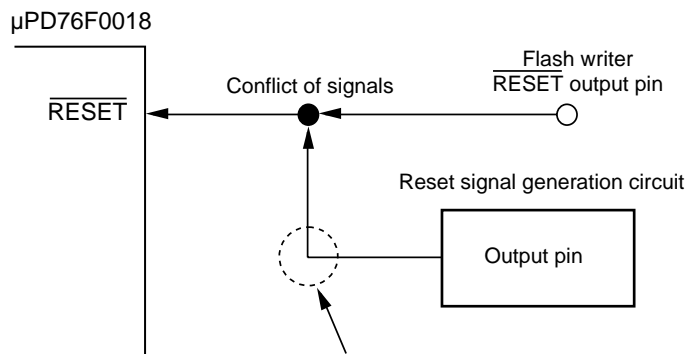 µPD76F0018
Flash writer
RESET output pin
Conflict of signals
RESET
Reset signal generation circuit
Output pin